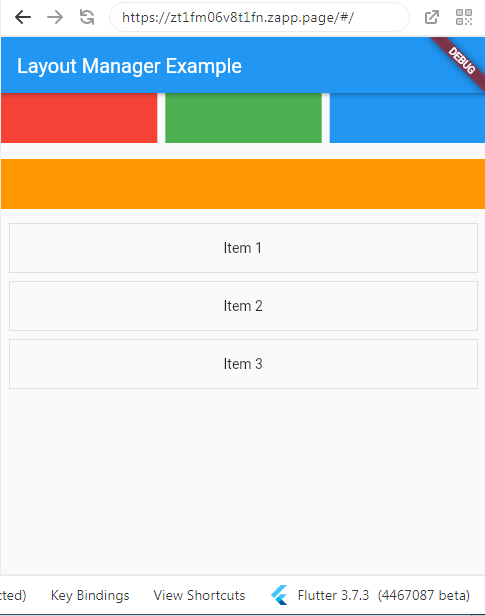 https://zt1fm06v8t1fn.zapp.page/#/
Layout Manager Example
DEBUG
Item 1
Item 2
Item 3
cted) Key Bindings View Shortcuts Flutter 3.7.3 (4467087 beta)